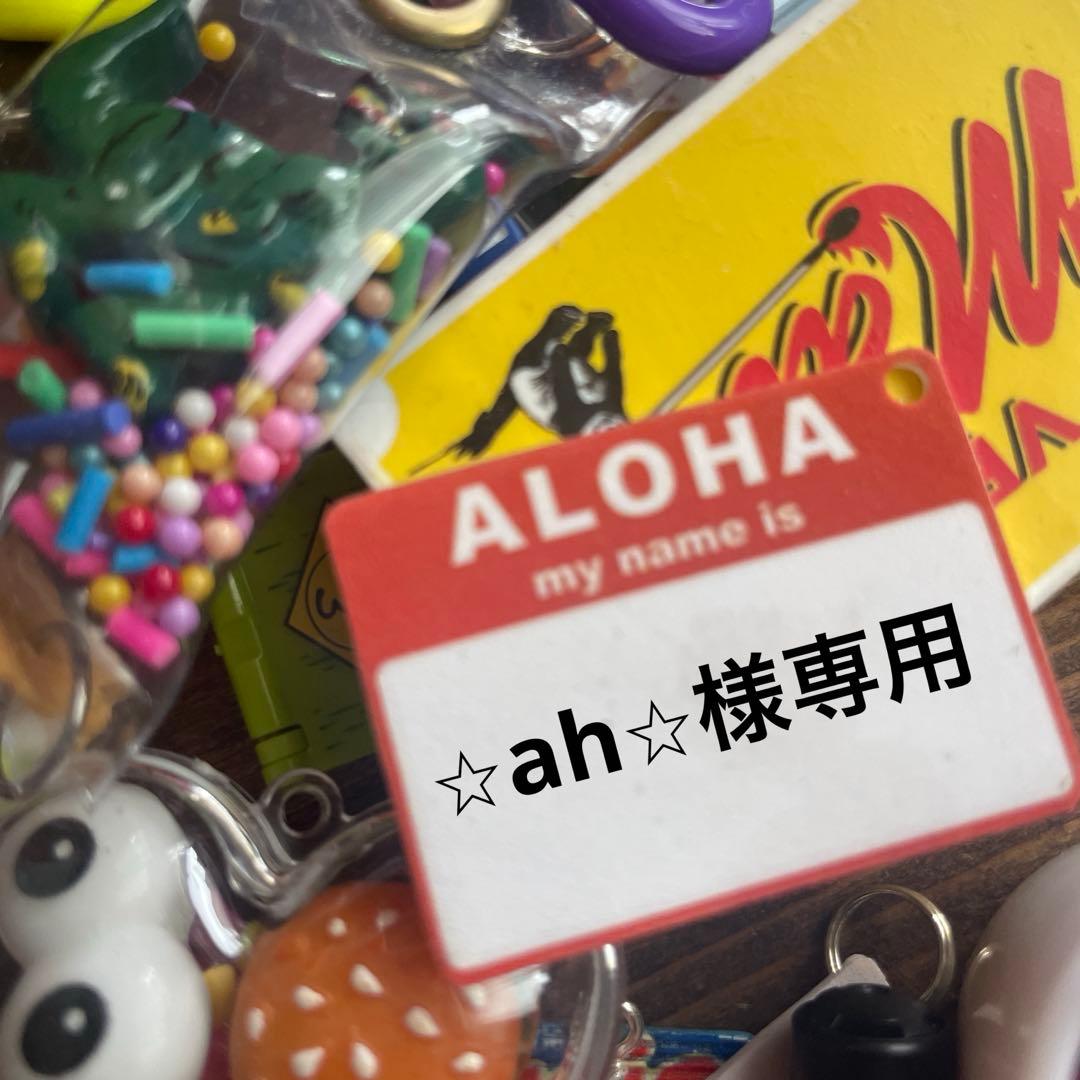 ALOHA
my name is
☆ah☆様専用